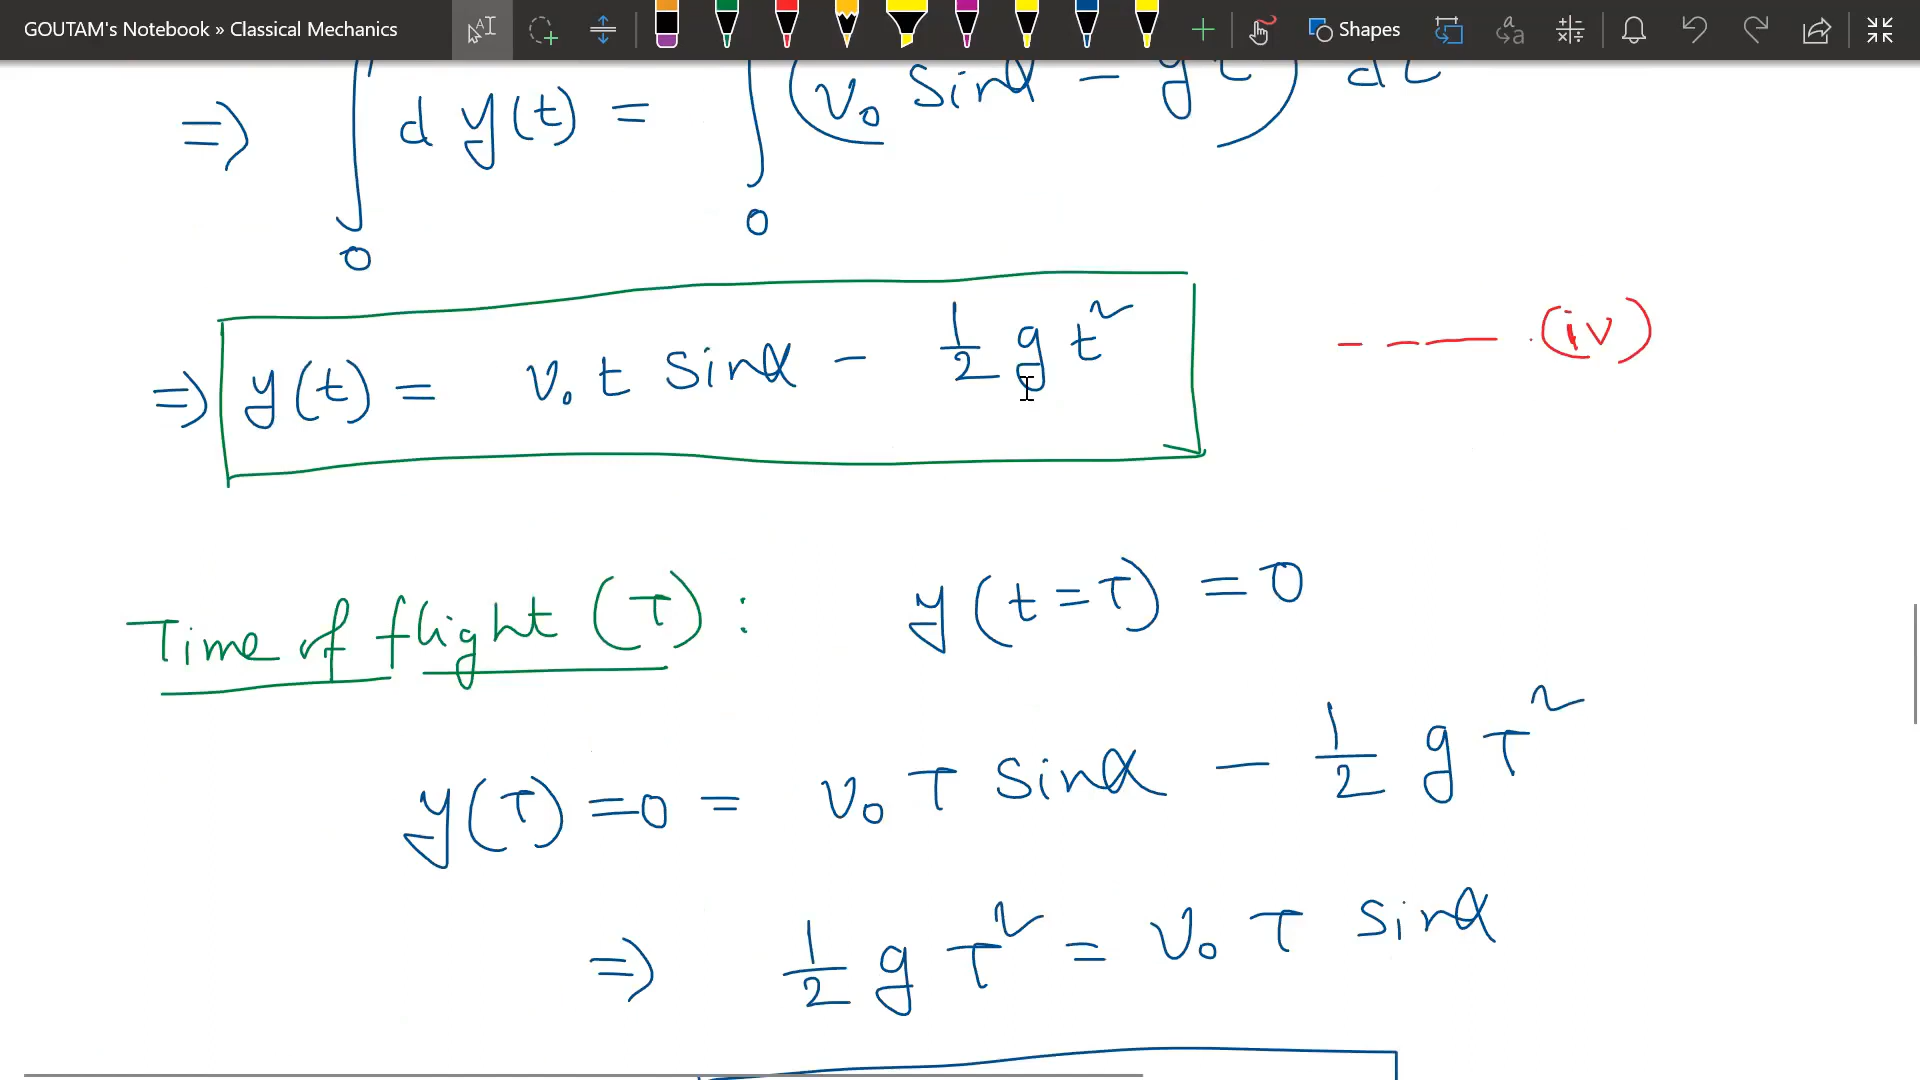 GOUTAM's Notebook » Classical Mechanics
Shapes
=> ∫ d y(t) = ∫ (v₀ Sinα − gt) dt
0 0
=> y(t) = v₀ t Sinα − 1/2 g t²
- - — (iv)
Time of flight (T) : y(t=T) = 0
y(T) =0 = v₀ T Sinα − 1/2 g T²
=> 1/2 g T² = v₀ T Sinα